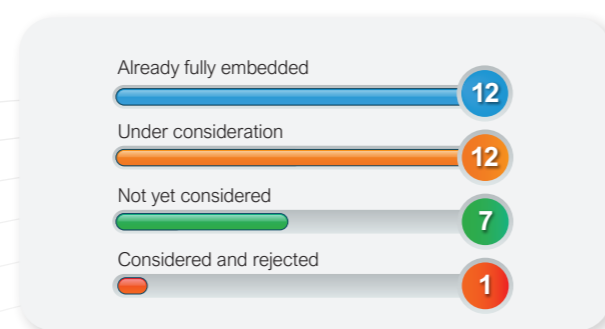 Already fully embedded
12
Under consideration
12
Not yet considered
7
Considered and rejected
1